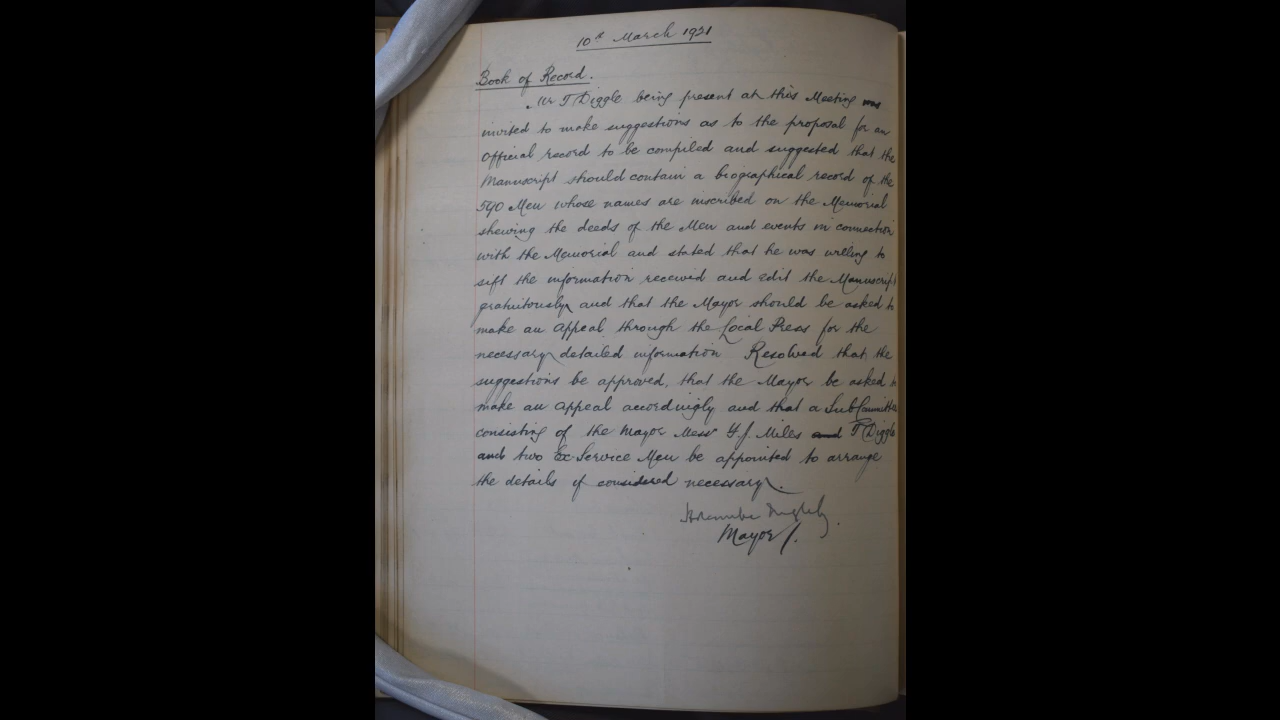 10th March 1921
Book of Record.
Mr T Diggle being present at this Meeting was
invited to make suggestions as to the proposal for an
Official record to be compiled and suggested that the
Manuscript should contain a biographical record of the
590 Men whose names are inscribed on the Memorial
shewing the deeds of the Men and events in connection
with the Memorial and stated that he was willing to
sift the information received and edit the Manuscript
gratuitously and that the Mayor should be asked to
make an appeal through the Local Press for the
necessary detailed information Resolved that the
suggestions be approved, that the Mayor be asked to
make an appeal accordingly and that a Sub Committee
consisting of the Mayor Messrs J. Miles and T Diggle
and two Ex Service Men be appointed to arrange
the details if considered necessary.
Holcombe Ingleby.
Mayor